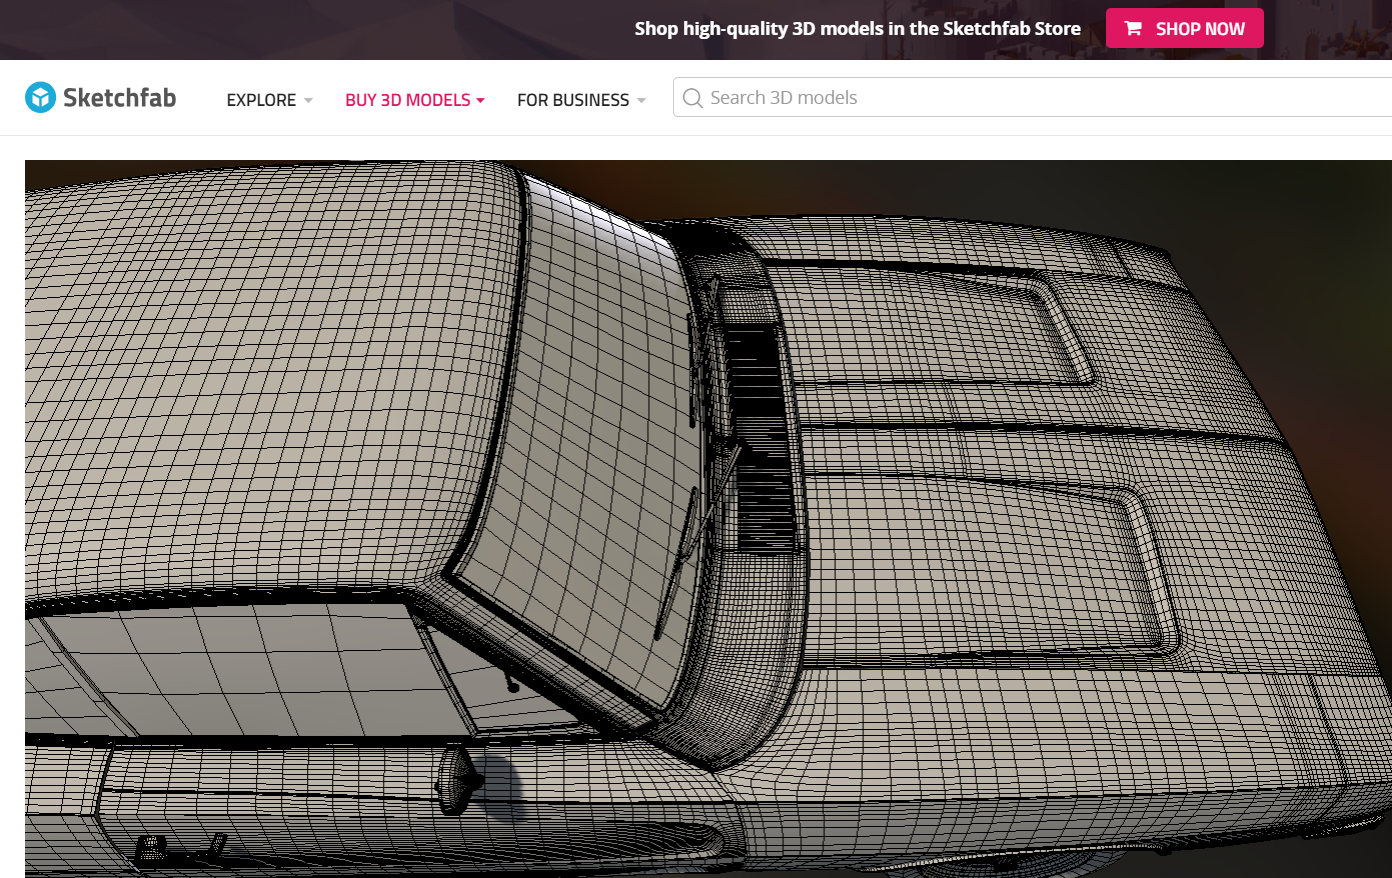 Shop high-quality 3D models in the Sketchfab Store
SHOP NOW
Sketchfab
EXPLORE
BUY 3D MODELS
FOR BUSINESS
Search 3D models